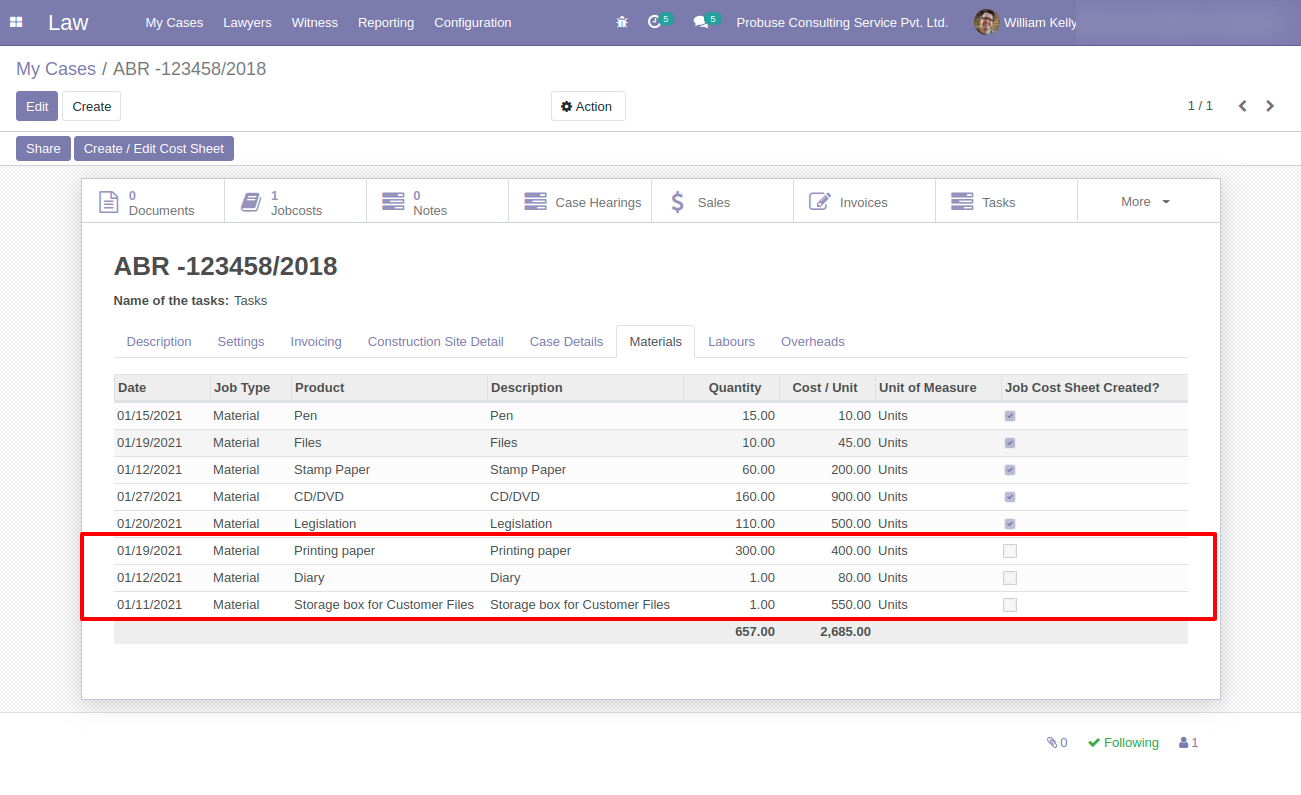 Law My Cases Lawyers Witness Reporting Configuration 5 5 Probuse Consulting Service Pvt. Ltd. William Kelly
My Cases / ABR -123458/2018
Edit Create Action 1 / 1
Share Create / Edit Cost Sheet
0 Documents 1 Jobcosts 0 Notes Case Hearings Sales Invoices Tasks More
ABR -123458/2018
Name of the tasks: Tasks
Description Settings Invoicing Construction Site Detail Case Details Materials Labours Overheads
Date Job Type Product Description Quantity Cost / Unit Unit of Measure Job Cost Sheet Created?
01/15/2021 Material Pen Pen 15.00 10.00 Units
01/19/2021 Material Files Files 10.00 45.00 Units
01/12/2021 Material Stamp Paper Stamp Paper 60.00 200.00 Units
01/27/2021 Material CD/DVD CD/DVD 160.00 900.00 Units
01/20/2021 Material Legislation Legislation 110.00 500.00 Units
01/19/2021 Material Printing paper Printing paper 300.00 400.00 Units
01/12/2021 Material Diary Diary 1.00 80.00 Units
01/11/2021 Material Storage box for Customer Files Storage box for Customer Files 1.00 550.00 Units
657.00 2,685.00
0 Following 1